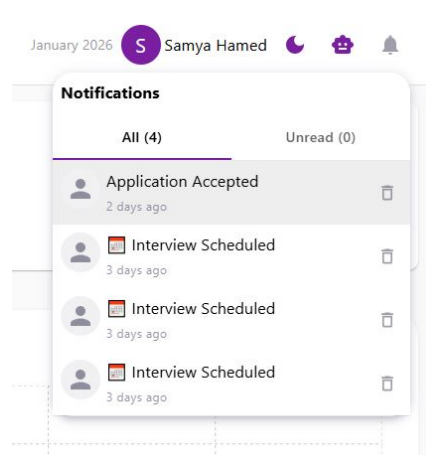 January 2026 S Samya Hamed
Notifications
All (4) Unread (0)
Application Accepted
2 days ago
📅 Interview Scheduled
3 days ago
📅 Interview Scheduled
3 days ago
📅 Interview Scheduled
3 days ago